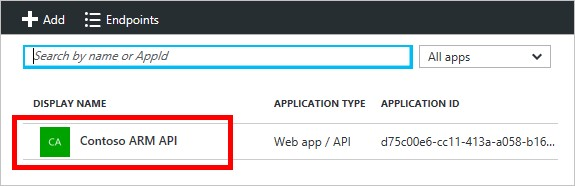 Add Endpoints
Search by name or AppId All apps
DISPLAY NAME APPLICATION TYPE APPLICATION ID
CA Contoso ARM API Web app / API d75c00e6-cc11-413a-a058-b16...